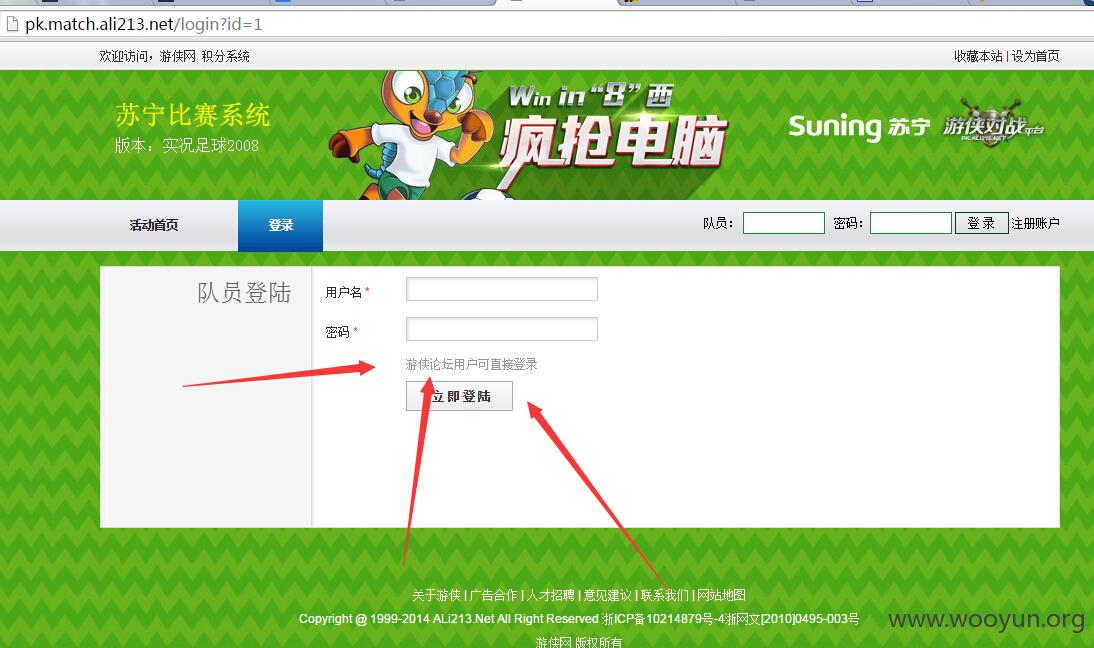 pk.match.ali213.net/login?id=1
欢迎访问，游侠网 积分系统
收藏本站 | 设为首页
苏宁比赛系统
版本：实况足球2008
Win in“8”西
疯抢电脑
Suning 苏宁
游侠对战平台
活动首页
登录
队员：
密码：
登 录
注册账户
队员登陆
用户名 *
密码 *
游侠论坛用户可直接登录
立即登陆
关于游侠 | 广告合作 | 人才招聘 | 意见建议 | 联系我们 | 网站地图
Copyright @ 1999-2014 ALi213.Net All Right Reserved 浙ICP备10214879号-4浙网文[2010]0495-003号
游侠网 版权所有
www.wooyun.org